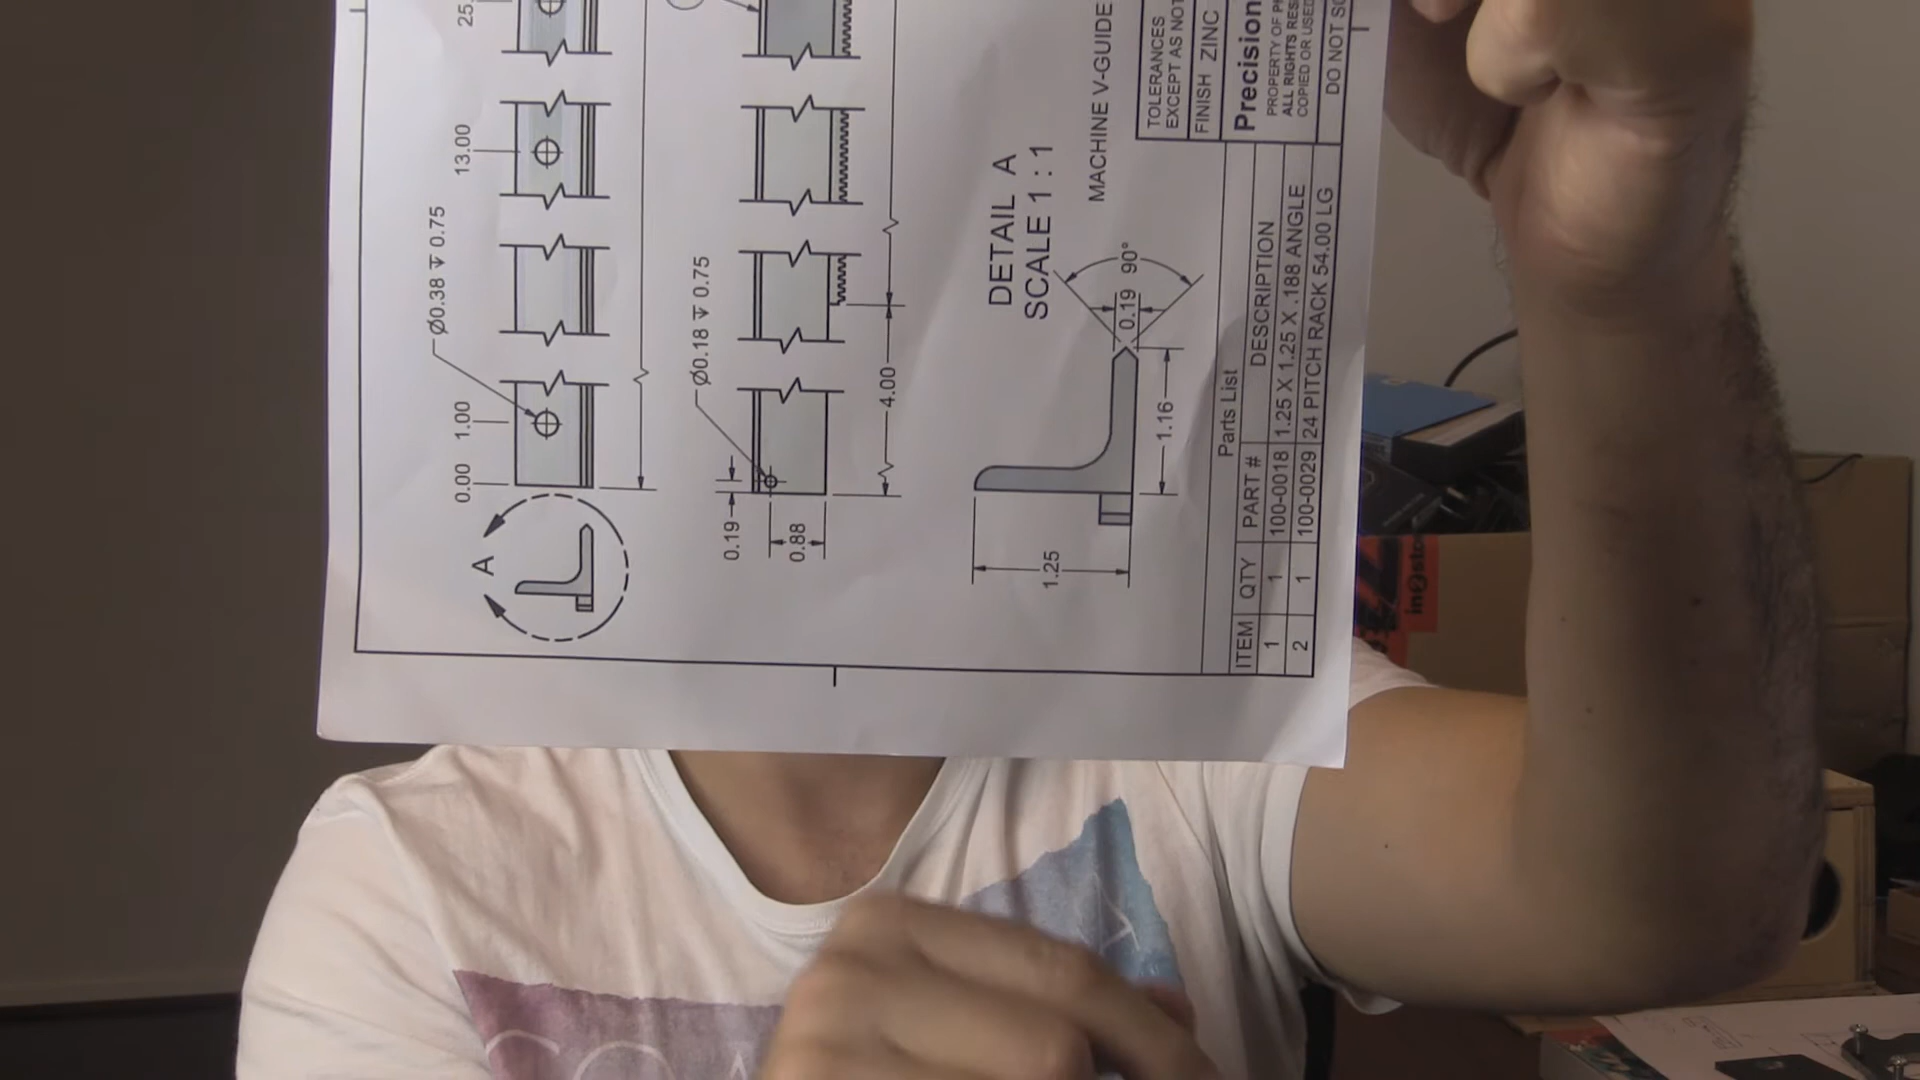 0.00
1.00
13.00
25.
Ø0.38 ↧ 0.75
A
Ø0.18 ↧ 0.75
0.19
0.88
4.00
DETAIL A
SCALE 1 : 1
MACHINE V-GUIDE
90°
0.19
1.16
1.25
TOLERANCES
EXCEPT AS NOT
FINISH ZINC
Precision
PROPERTY OF
ALL RIGHTS RES
COPIED OR USED
DO NOT SC
Parts List
ITEM QTY PART # DESCRIPTION
1 1 100-0018 1.25 X 1.25 X .188 ANGLE
2 1 100-0029 24 PITCH RACK 54.00 LG